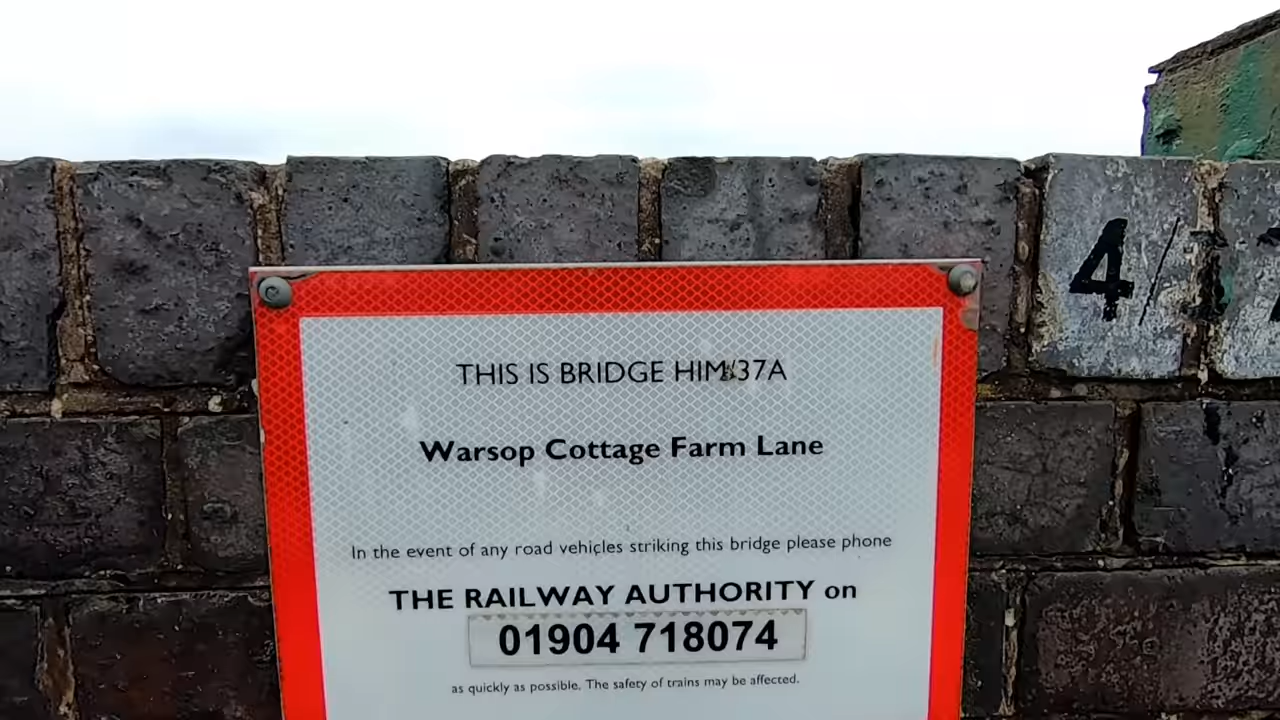 THIS IS BRIDGE HIM/37A
Warsop Cottage Farm Lane
In the event of any road vehicles striking this bridge please phone
THE RAILWAY AUTHORITY on
01904 718074
as quickly as possible. The safety of trains may be affected.
4/